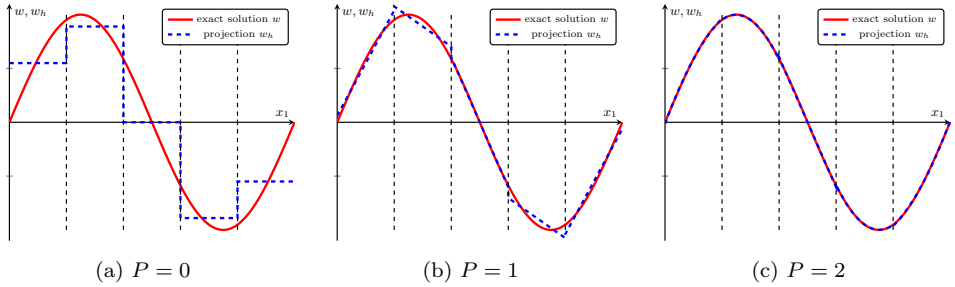 w, w_h
exact solution w
projection w_h
x_1
(a) P = 0
w, w_h
exact solution w
projection w_h
x_1
(b) P = 1
w, w_h
exact solution w
projection w_h
x_1
(c) P = 2